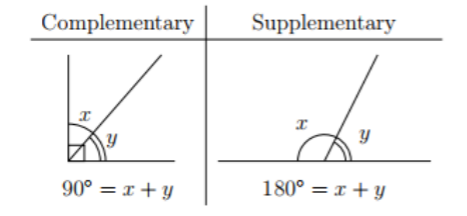 Complementary Supplementary
x x
y y
90° = x + y 180° = x + y